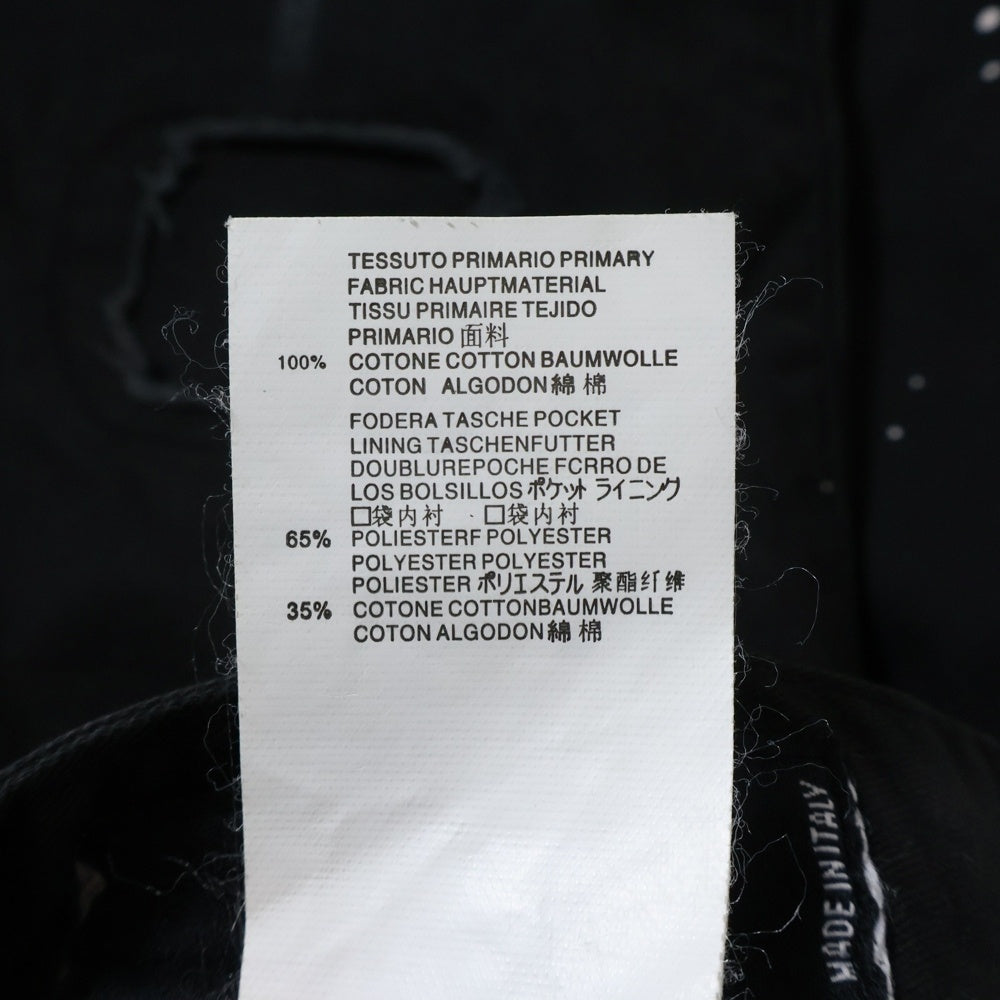 TESSUTO PRIMARIO PRIMARY
FABRIC HAUPTMATERIAL
TISSU PRIMAIRE TEJIDO
PRIMARIO 面料
100% COTONE COTTON BAUMWOLLE
COTON ALGODON 綿 棉
FODERA TASCHE POCKET
LINING TASCHENFUTTER
DOUBLUREPOCHE FCRRO DE
LOS BOLSILLOS ポケット ライニング
口袋内衬 · 口袋内衬
65% POLIESTERF POLYESTER
POLYESTER POLYESTER
POLIESTER ポリエステル 聚酯纤维
35% COTONE COTTONBAUMWOLLE
COTON ALGODON 綿 棉
MADE IN ITALY